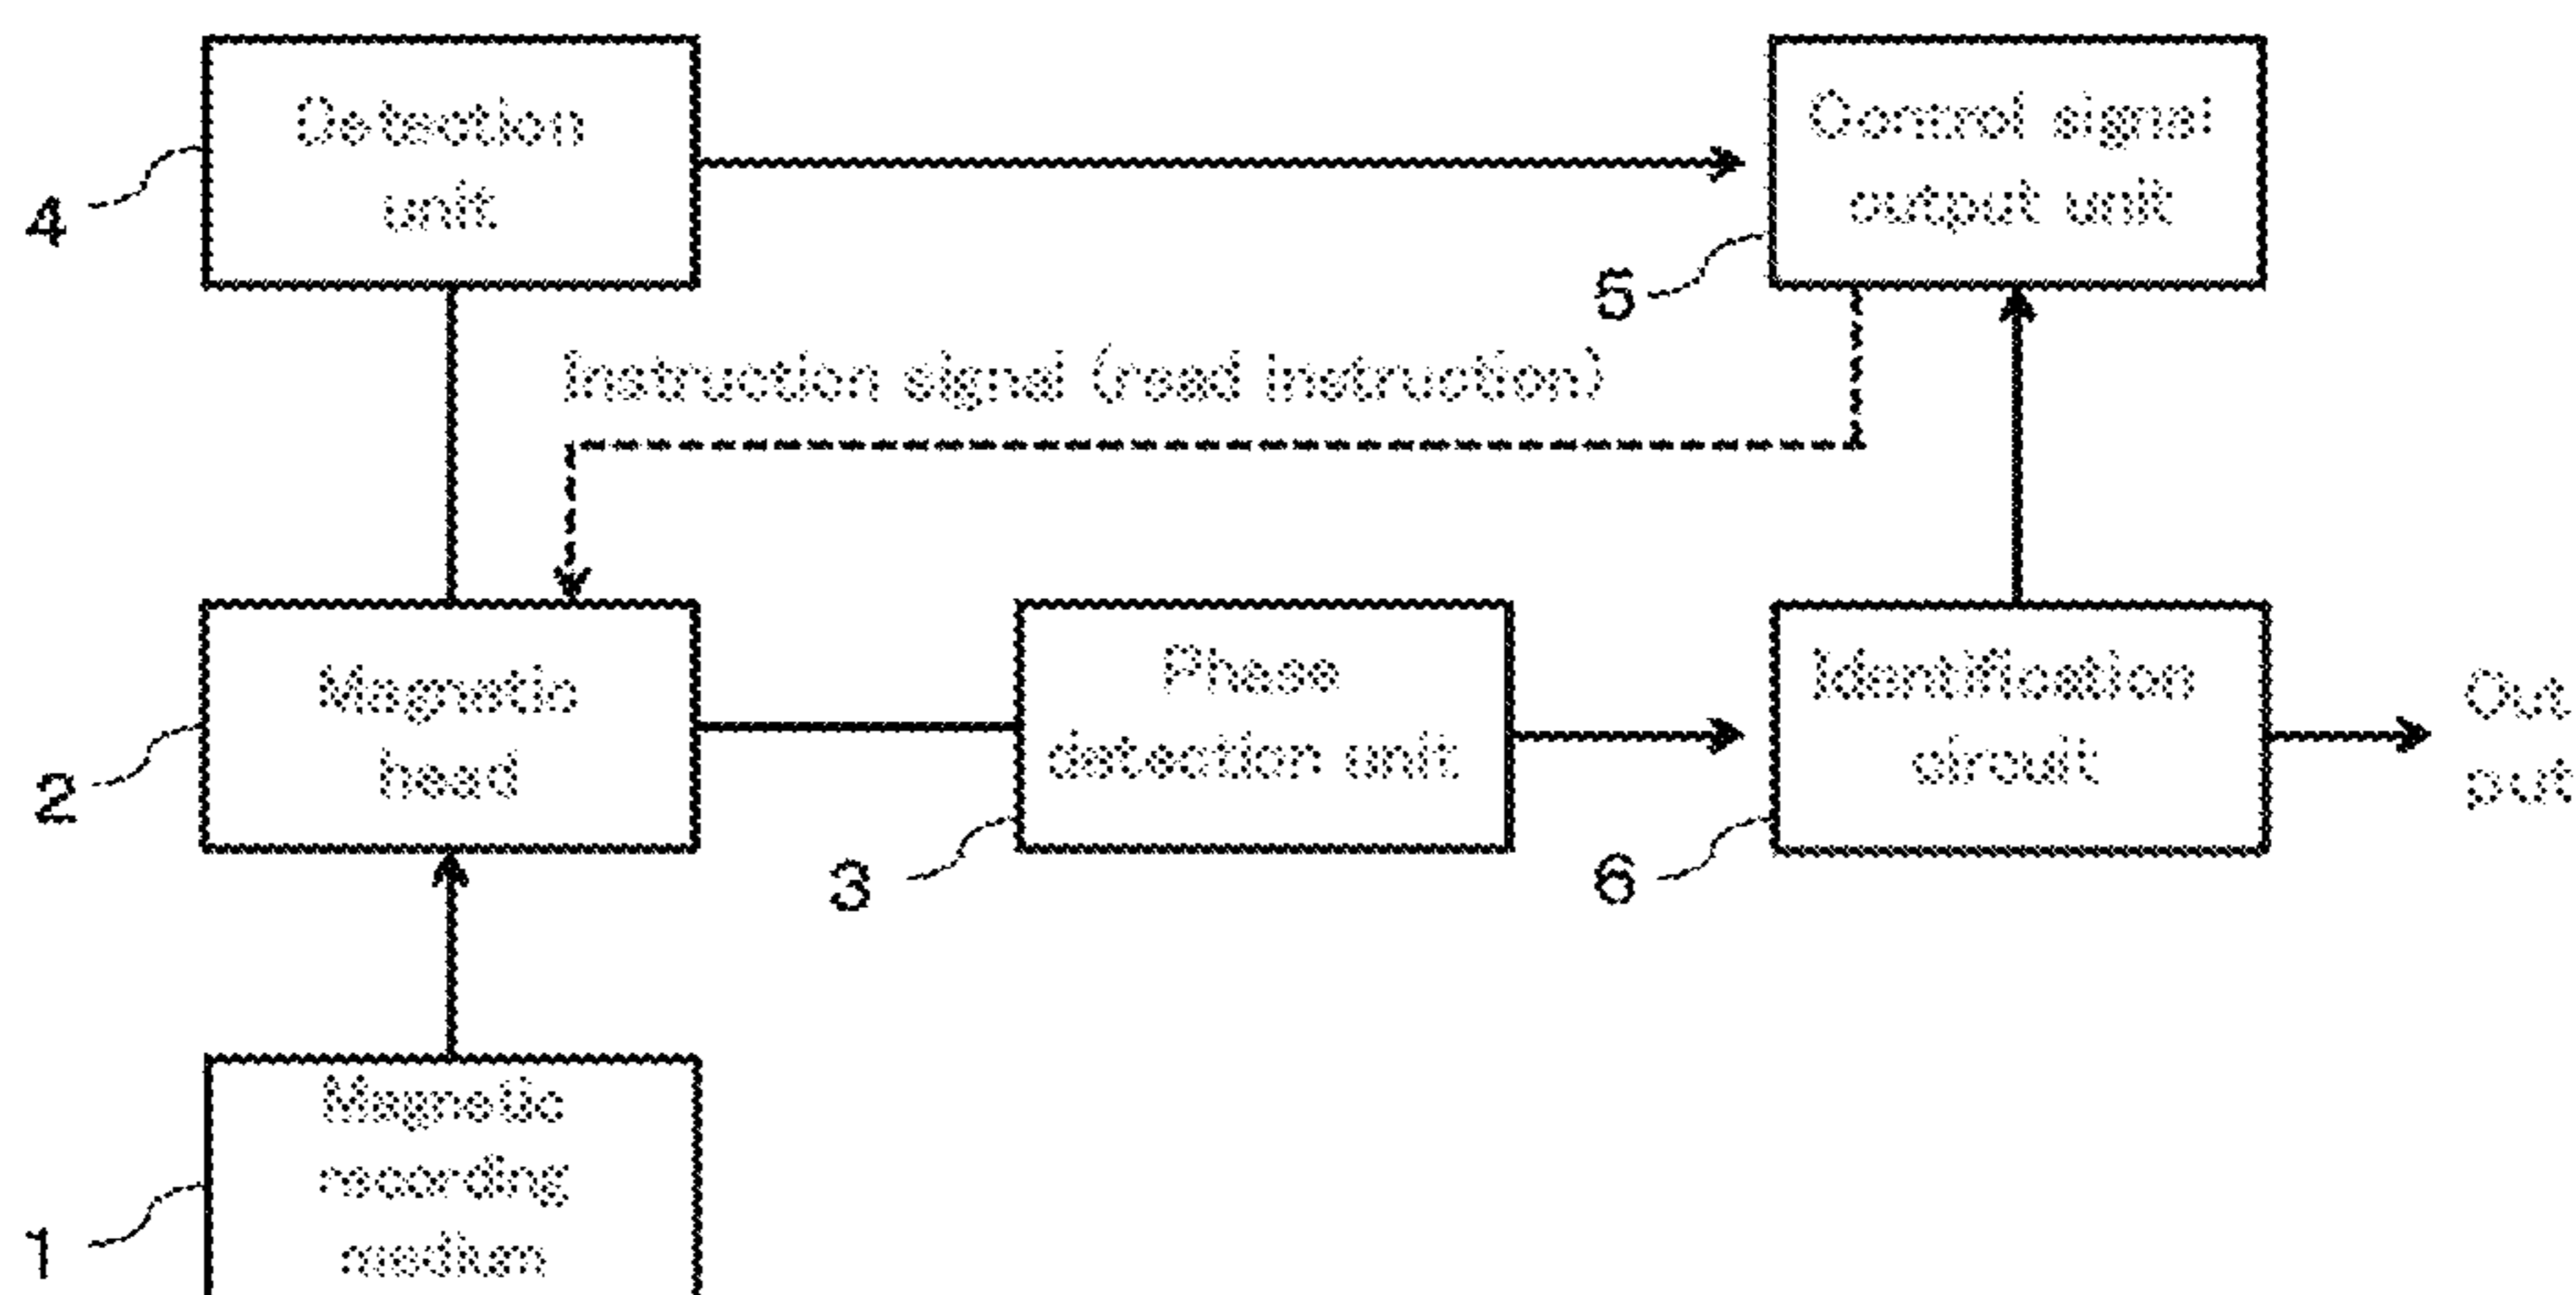 Detection
unit
4
Control signal
output unit
5
Instruction signal (read instruction)
Magnetic
head
2
Phase
detection unit
3
Identification
circuit
6
Out
put
Magnetic
recording
medium
1